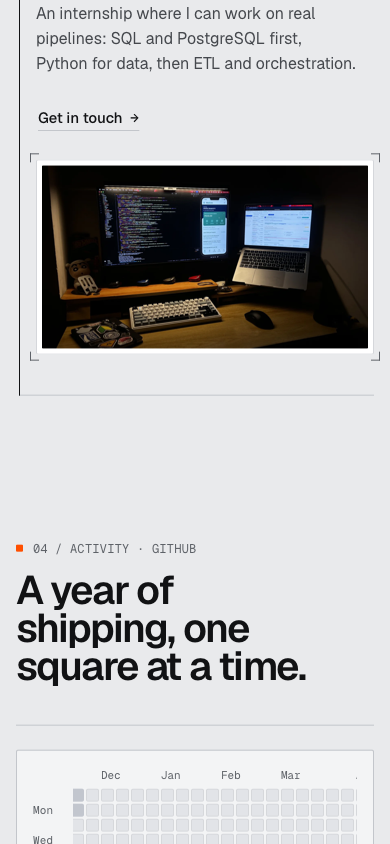 An internship where I can work on real
pipelines: SQL and PostgreSQL first,
Python for data, then ETL and orchestration.
Get in touch →
04 / ACTIVITY · GITHUB
A year of
shipping, one
square at a time.
Dec Jan Feb Mar
Mon
Wed